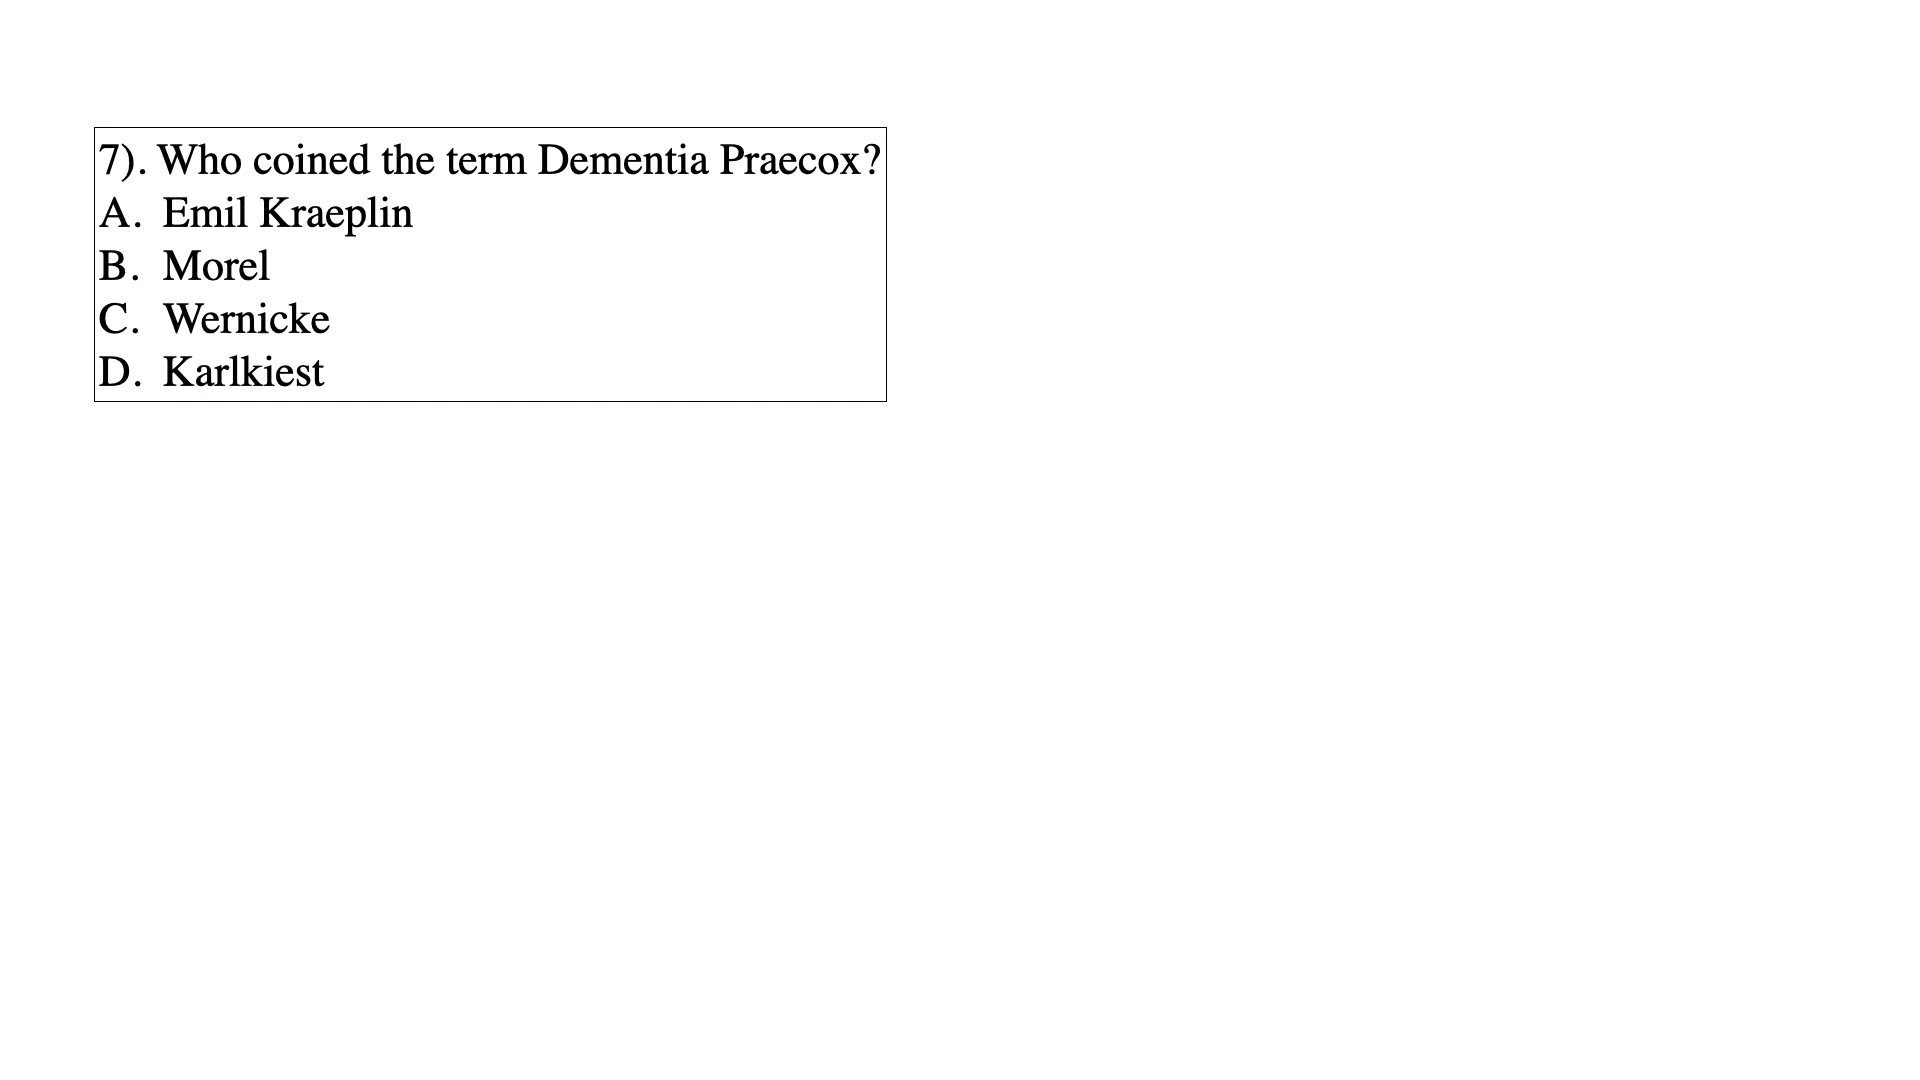 7). Who coined the term Dementia Praecox?
A. Emil Kraeplin
B. Morel
C. Wernicke
D. Karlkiest